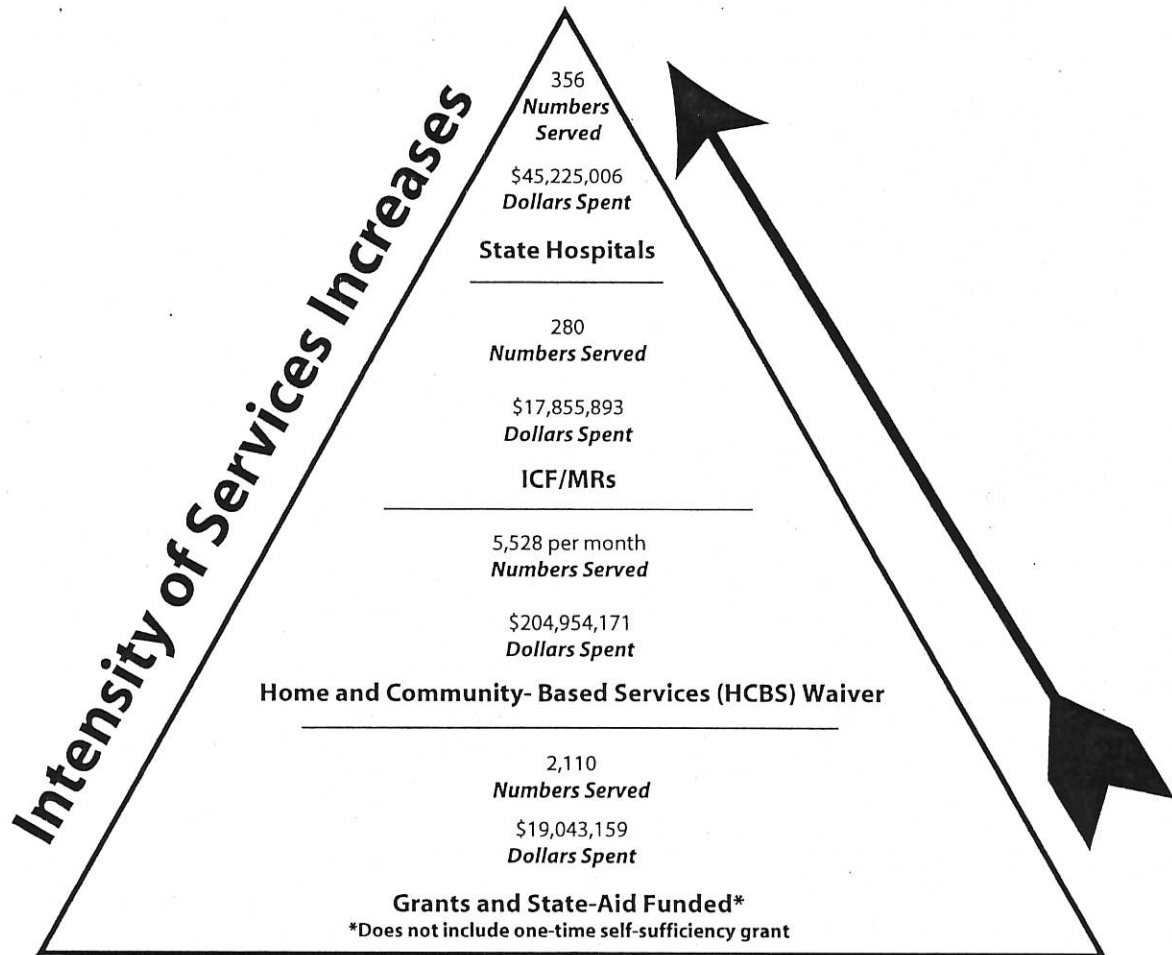 Intensity of Services Increases
356
Numbers
Served
$45,225,006
Dollars Spent
State Hospitals
280
Numbers Served
$17,855,893
Dollars Spent
ICF/MRs
5,528 per month
Numbers Served
$204,954,171
Dollars Spent
Home and Community- Based Services (HCBS) Waiver
2,110
Numbers Served
$19,043,159
Dollars Spent
Grants and State-Aid Funded*
*Does not include one-time self-sufficiency grant